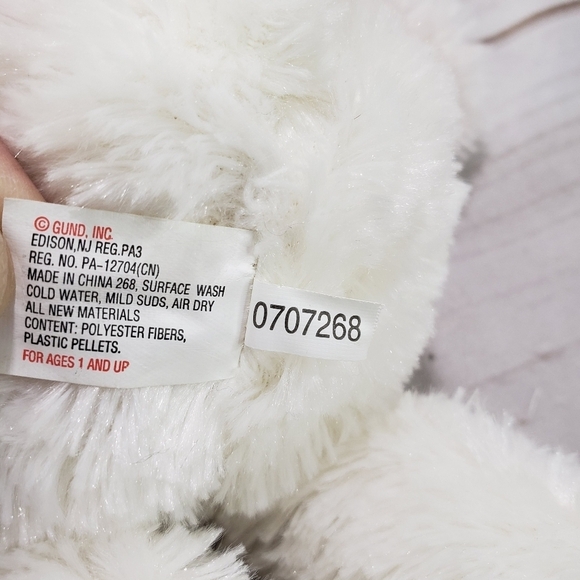 © GUND, INC.
EDISON,NJ REG.PA3
REG. NO. PA-12704(CN)
MADE IN CHINA 268, SURFACE WASH
COLD WATER, MILD SUDS, AIR DRY
ALL NEW MATERIALS
CONTENT: POLYESTER FIBERS,
PLASTIC PELLETS.
FOR AGES 1 AND UP
0707268